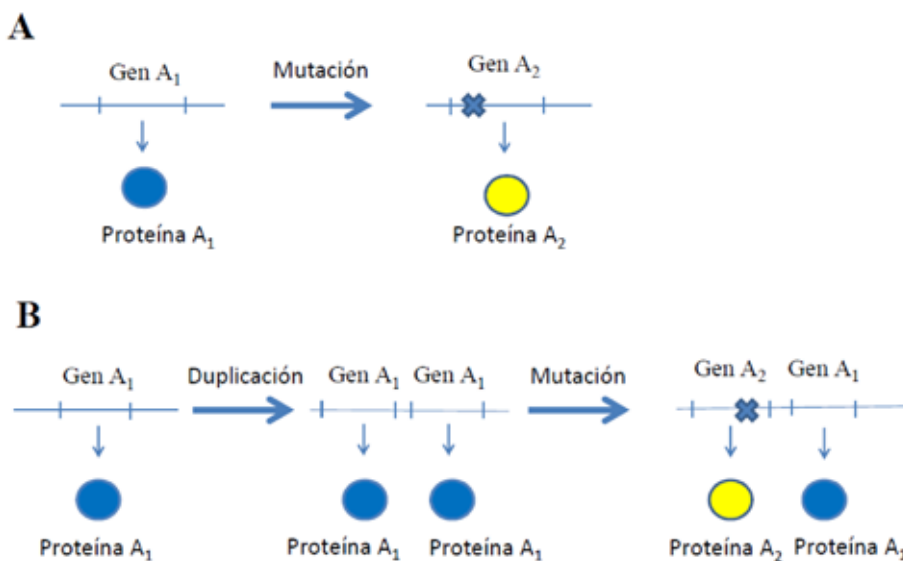 A
Gen A₁ Mutación Gen A₂
Proteína A₁ Proteína A₂
B
Gen A₁ Duplicación Gen A₁ Gen A₁ Mutación Gen A₂ Gen A₁
Proteína A₁ Proteína A₁ Proteína A₁ Proteína A₂ Proteína A₁